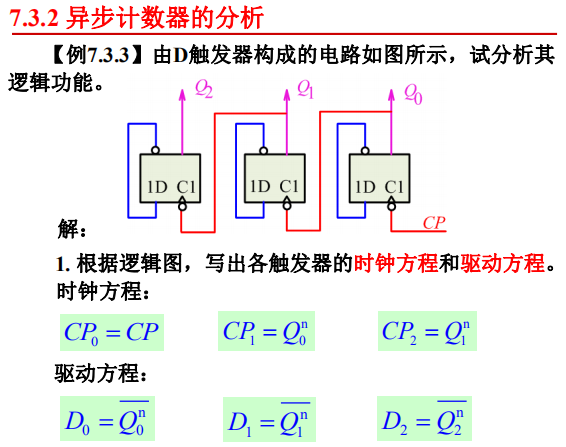 7.3.2 异步计数器的分析
【例7.3.3】由D触发器构成的电路如图所示，试分析其
逻辑功能。
Q₂ Q₁ Q₀
1D C1 1D C1 1D C1
CP
解：
1. 根据逻辑图，写出各触发器的时钟方程和驱动方程。
时钟方程：
CP₀ = CP CP₁ = Q₀ⁿ CP₂ = Q₁ⁿ
驱动方程：
D₀ = \overline{Q₀ⁿ} D₁ = \overline{Q₁ⁿ} D₂ = \overline{Q₂ⁿ}